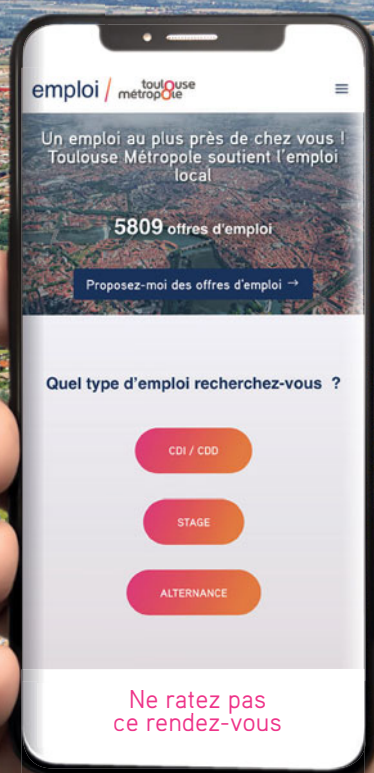 emploi / toulouse
métropole
Un emploi au plus près de chez vous !
Toulouse Métropole soutient l'emploi
local
5809 offres d'emploi
Proposez-moi des offres d'emploi →
Quel type d'emploi recherchez-vous ?
CDI / CDD
STAGE
ALTERNANCE
Ne ratez pas
ce rendez-vous